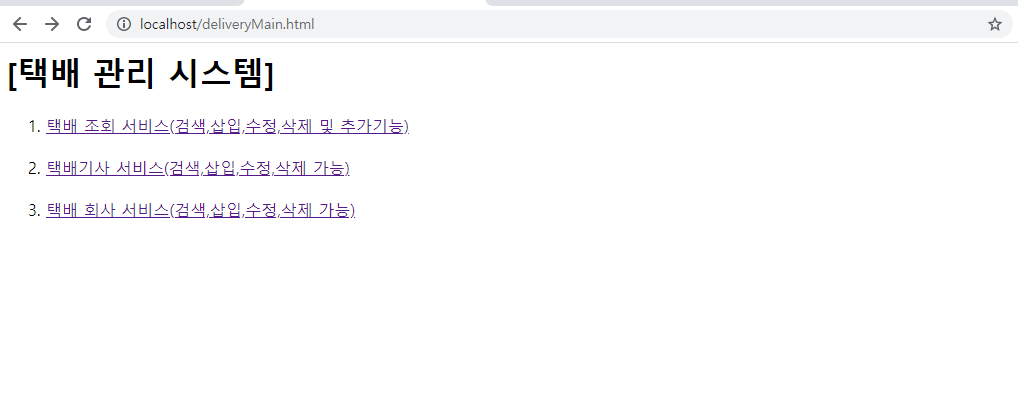 localhost/deliveryMain.html
[택배 관리 시스템]
1. 택배 조회 서비스(검색,삽입,수정,삭제 및 추가기능)
2. 택배기사 서비스(검색,삽입,수정,삭제 가능)
3. 택배 회사 서비스(검색,삽입,수정,삭제 가능)